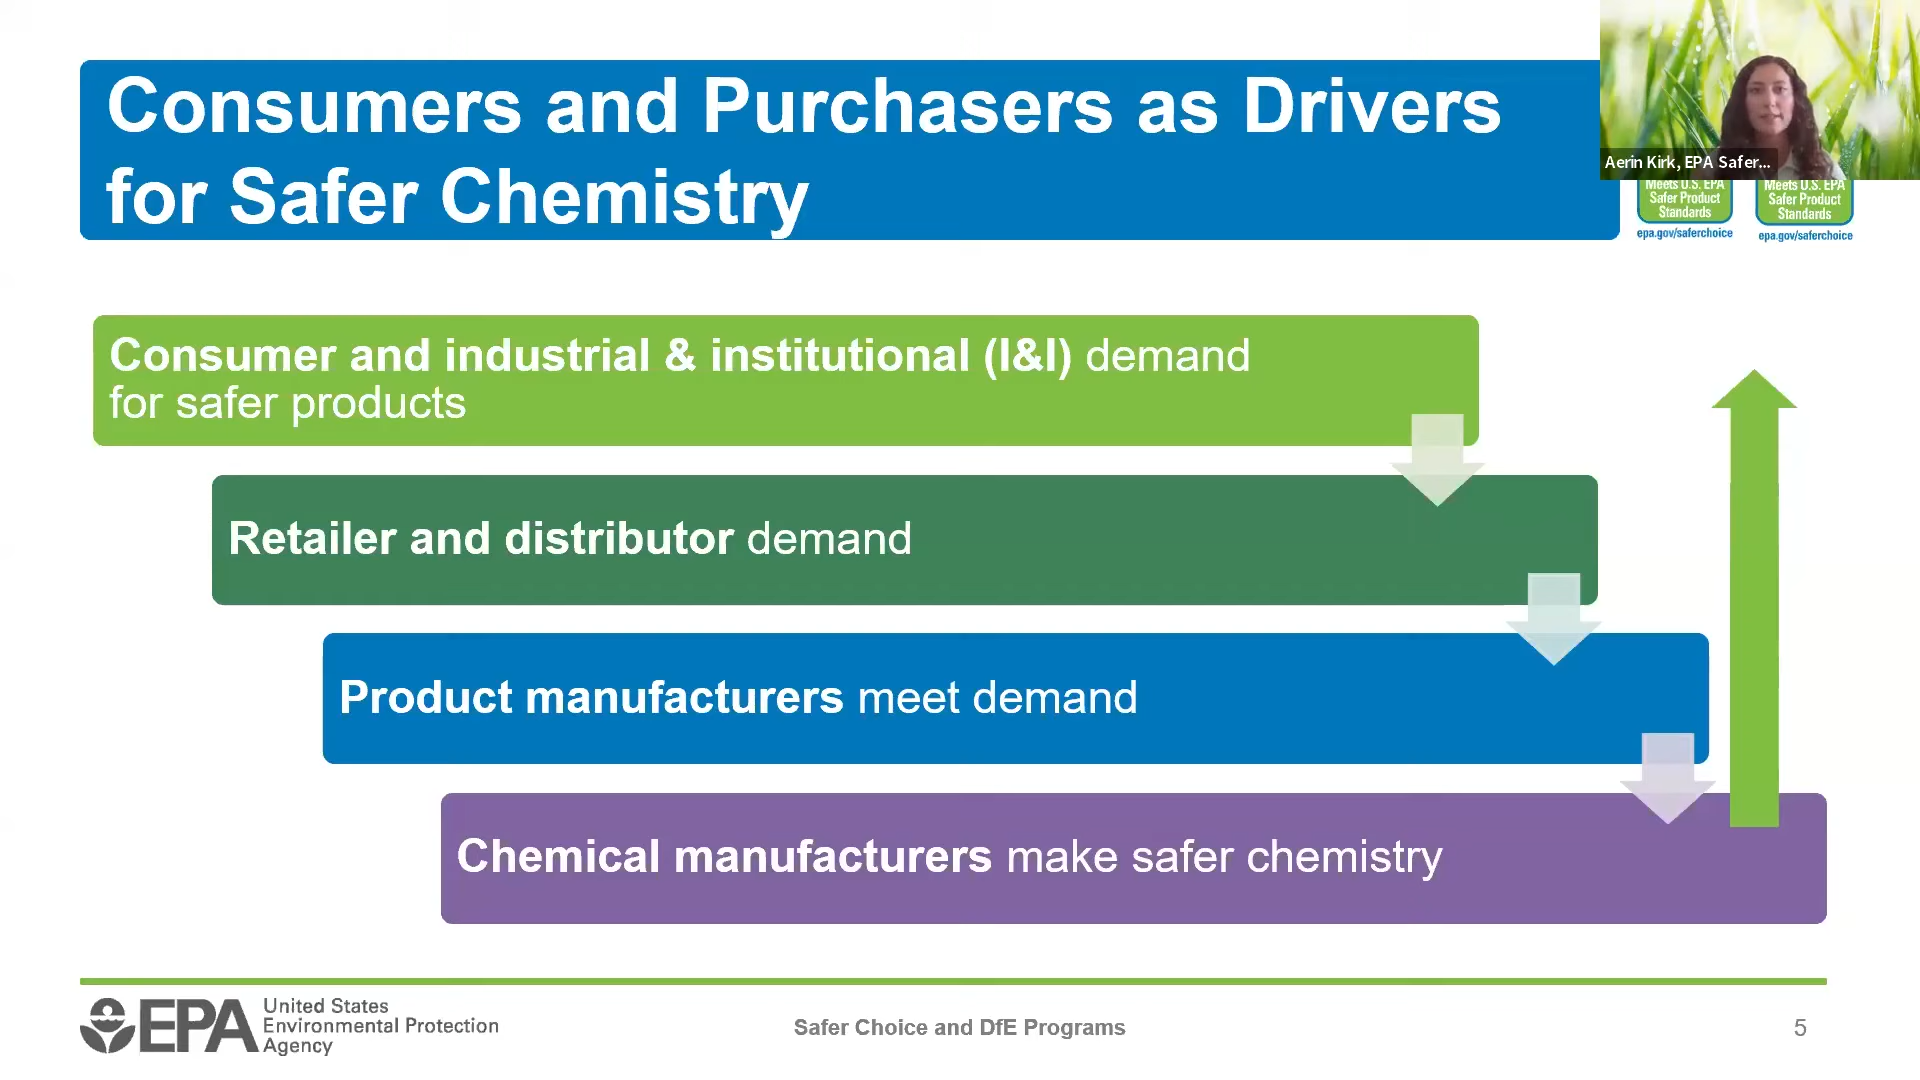 Consumers and Purchasers as Drivers
for Safer Chemistry
Aerin Kirk, EPA Safer...
Meets U.S. EPA
Safer Product
Standards
epa.gov/saferchoice
Meets U.S. EPA
Safer Product
Standards
epa.gov/saferchoice
Consumer and industrial & institutional (I&I) demand
for safer products
Retailer and distributor demand
Product manufacturers meet demand
Chemical manufacturers make safer chemistry
EPA
United States
Environmental Protection
Agency
Safer Choice and DfE Programs
5